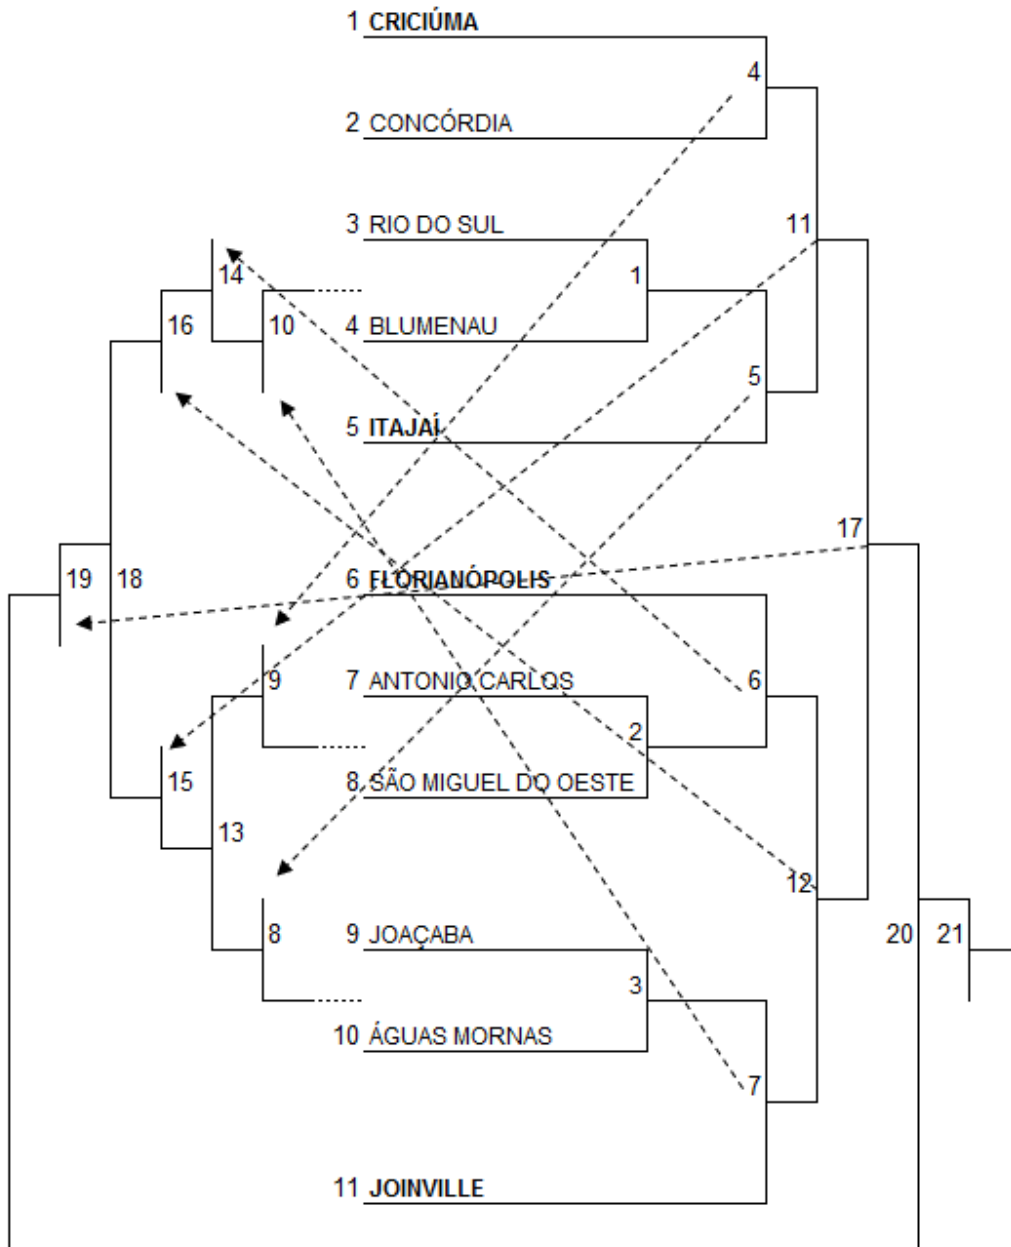 1 CRICIÚMA
4
2 CONCÓRDIA
3 RIO DO SUL
11
14
1
16
10
4 BLUMENAU
5
5 ITAJAÍ
17
19
18
6 FLORIANÓPOLIS
9
7 ANTONIO CARLOS
6
2
15
8 SÃO MIGUEL DO OESTE
13
12
8
9 JOAÇABA
20
21
3
10 ÁGUAS MORNAS
7
11 JOINVILLE